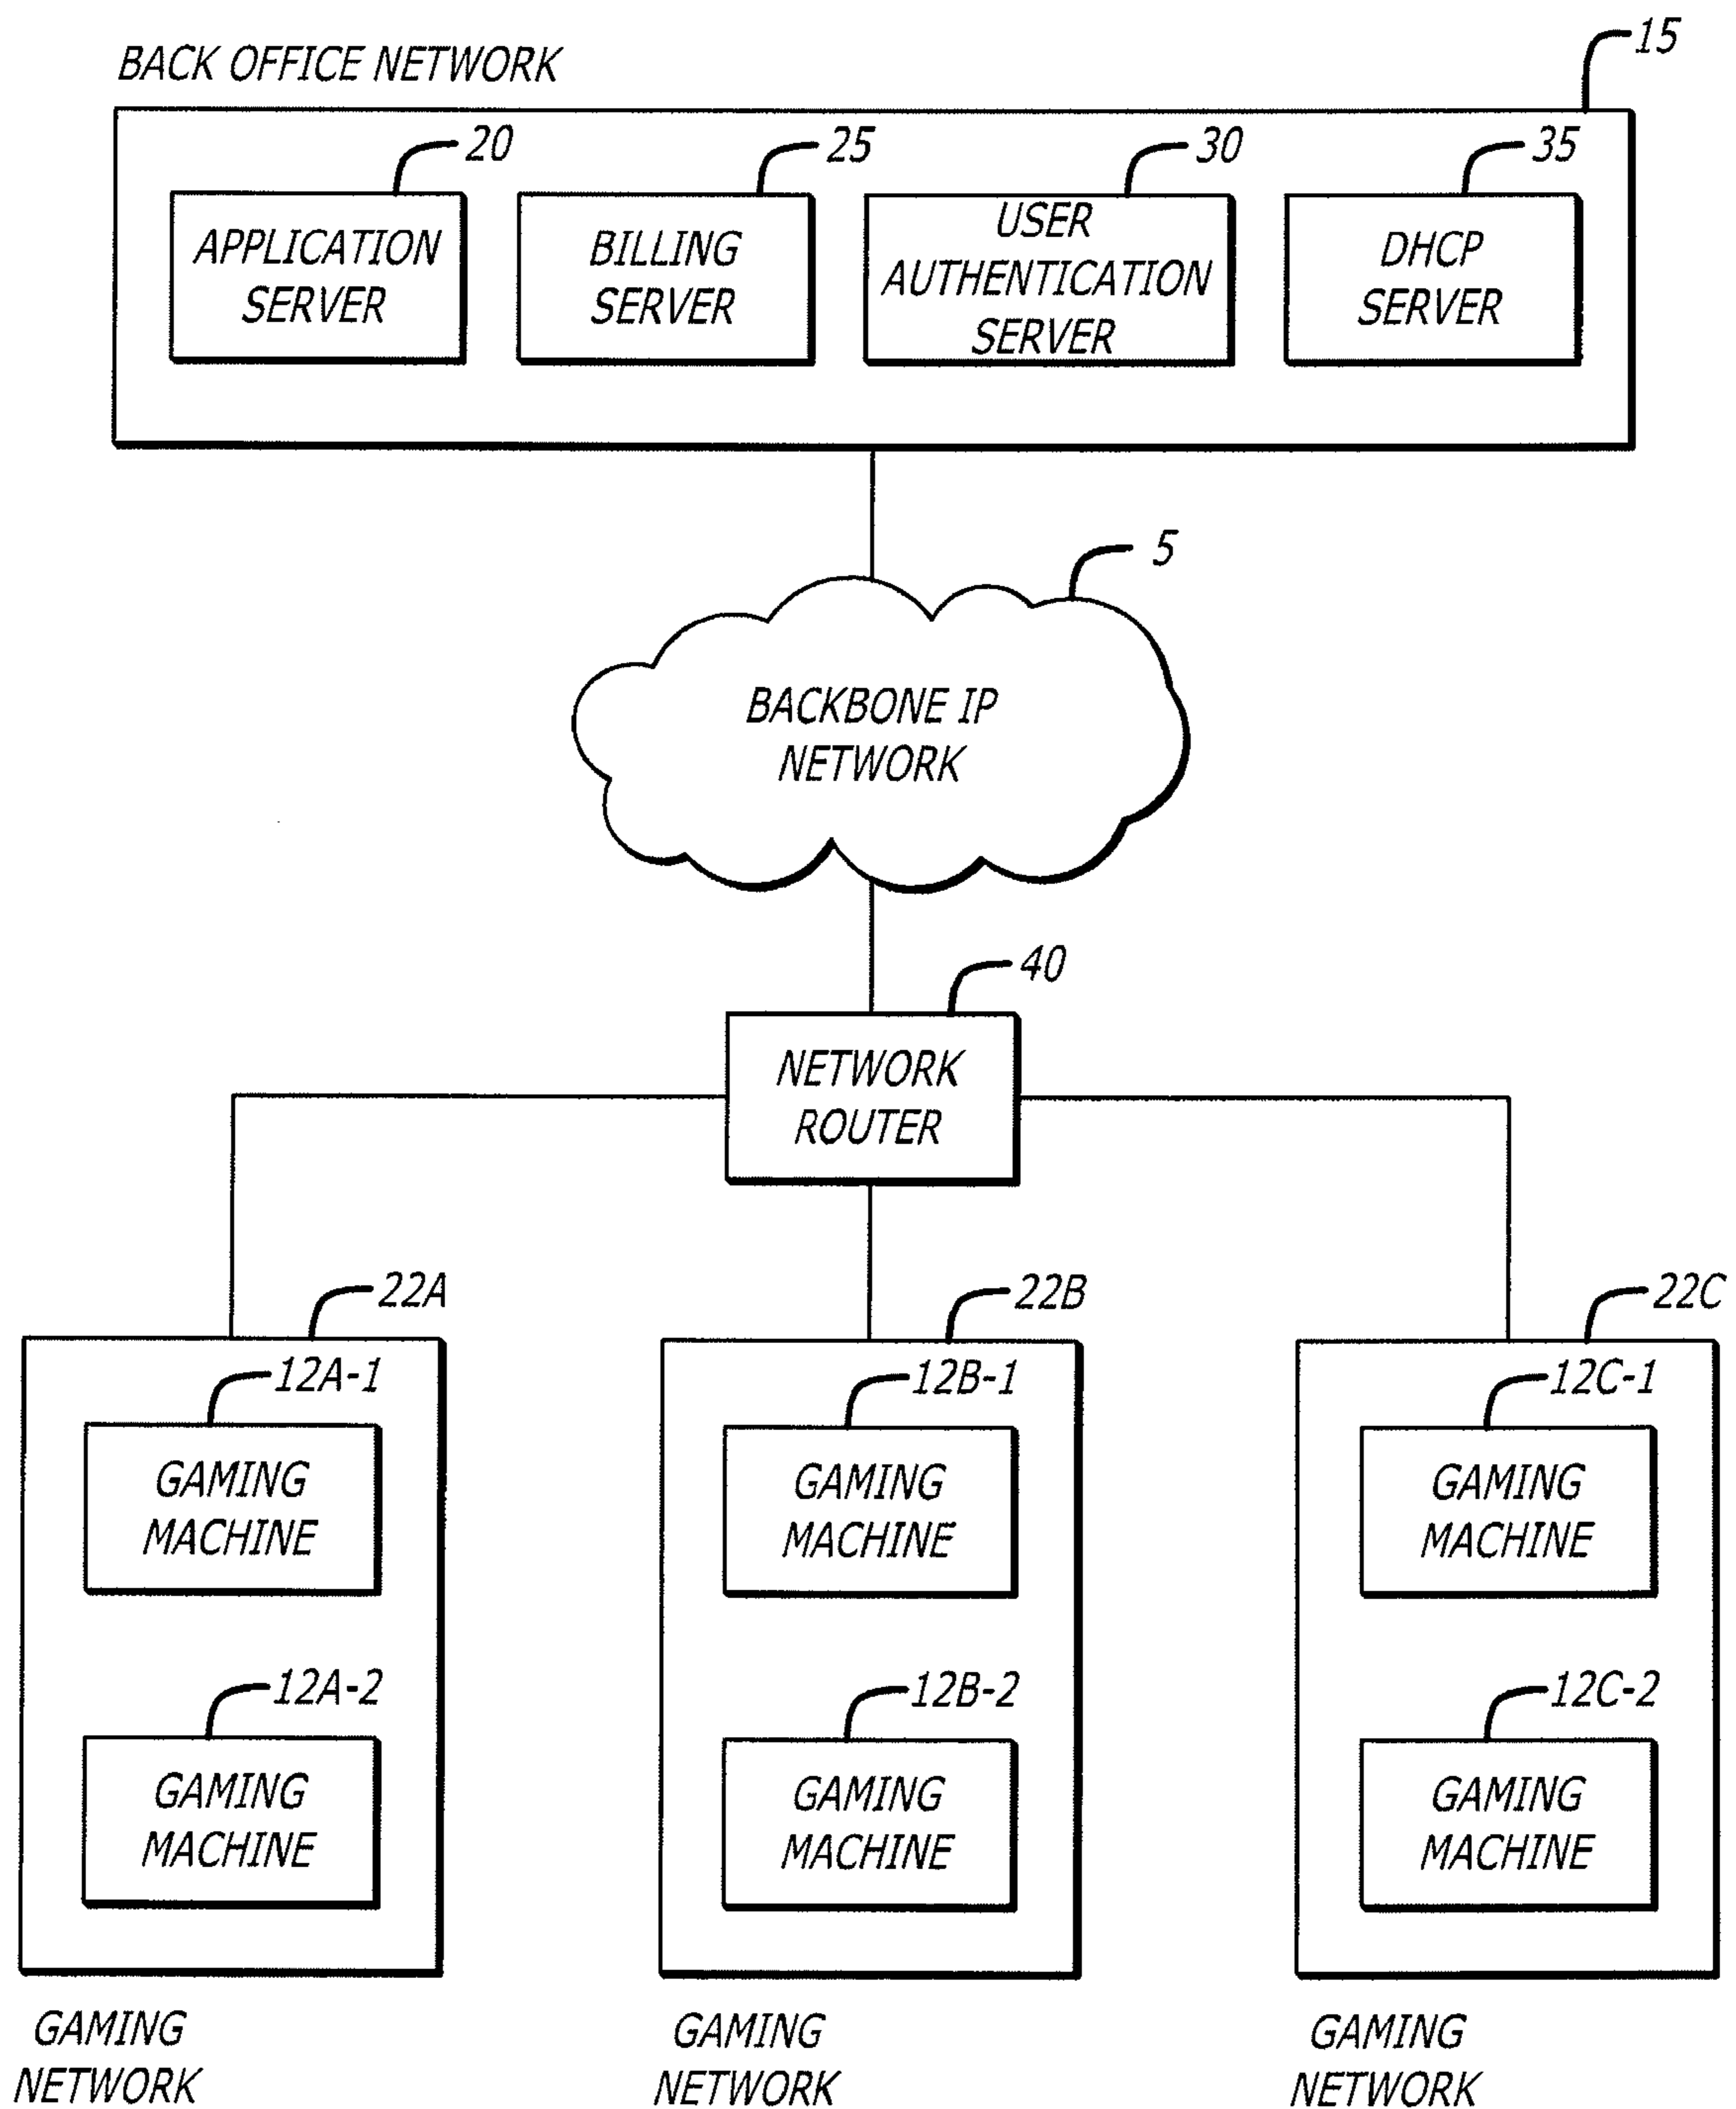 15
BACK OFFICE NETWORK
20
25
30
35
APPLICATION
SERVER
BILLING
SERVER
USER
AUTHENTICATION
SERVER
DHCP
SERVER
5
BACKBONE IP
NETWORK
40
NETWORK
ROUTER
22A
22B
22C
12A-1
GAMING
MACHINE
12A-2
GAMING
MACHINE
12B-1
GAMING
MACHINE
12B-2
GAMING
MACHINE
12C-1
GAMING
MACHINE
12C-2
GAMING
MACHINE
GAMING
NETWORK
GAMING
NETWORK
GAMING
NETWORK